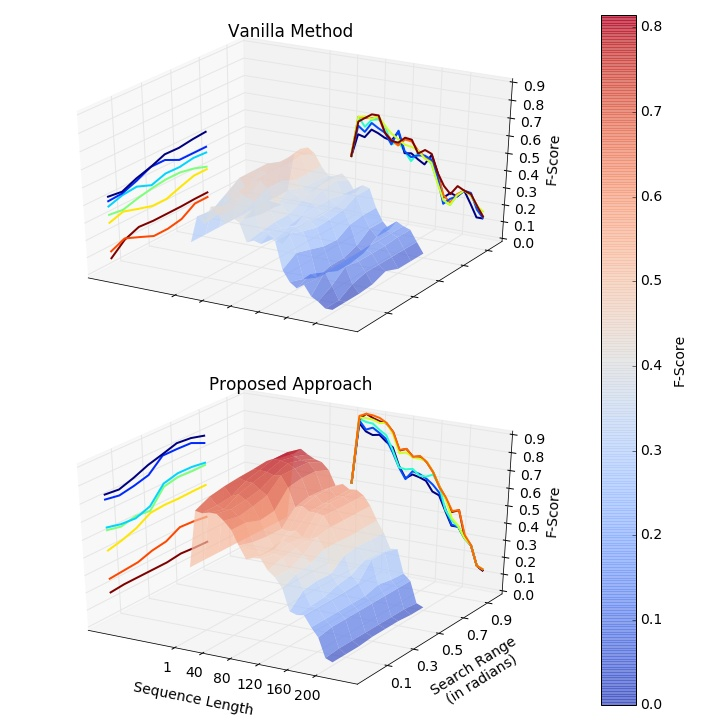 Vanilla Method
0.9
0.8
0.7
0.6
0.5
0.4
0.3
0.2
0.1
0.0
F-Score
Proposed Approach
0.9
0.8
0.7
0.6
0.5
0.4
0.3
0.2
0.1
0.0
F-Score
1 40 80 120 160 200
Sequence Length
0.1 0.3 0.5 0.7 0.9
Search Range
(in radians)
0.8
0.7
0.6
0.5
0.4
0.3
0.2
0.1
0.0
F-Score